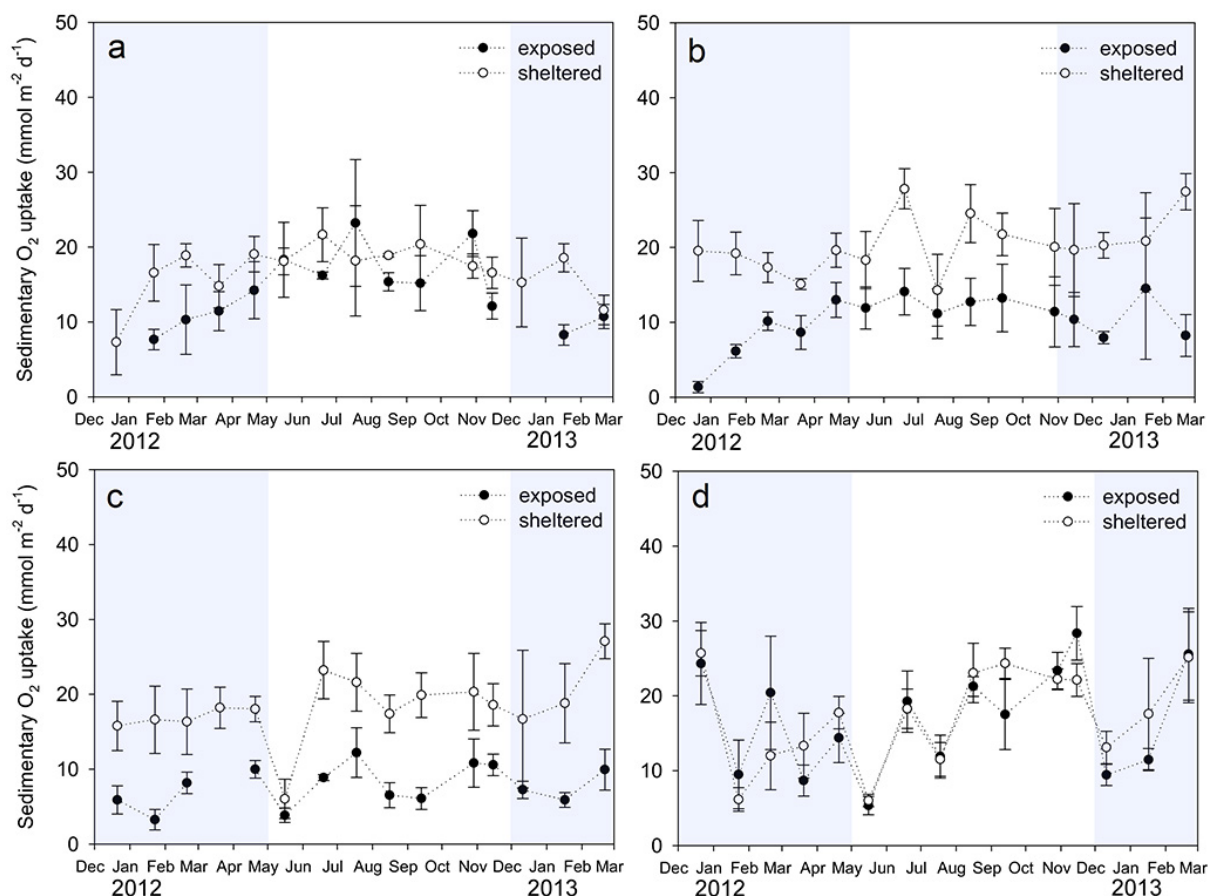 a
exposed
sheltered
50
40
30
20
10
0
Sedimentary O₂ uptake (mmol m⁻² d⁻¹)
Dec Jan Feb Mar Apr May Jun Jul Aug Sep Oct Nov Dec Jan Feb Mar
2012 2013
b
exposed
sheltered
50
40
30
20
10
0
Dec Jan Feb Mar Apr May Jun Jul Aug Sep Oct Nov Dec Jan Feb Mar
2012 2013
c
exposed
sheltered
50
40
30
20
10
0
Sedimentary O₂ uptake (mmol m⁻² d⁻¹)
Dec Jan Feb Mar Apr May Jun Jul Aug Sep Oct Nov Dec Jan Feb Mar
2012 2013
d
exposed
sheltered
50
40
30
20
10
0
Dec Jan Feb Mar Apr May Jun Jul Aug Sep Oct Nov Dec Jan Feb Mar
2012 2013